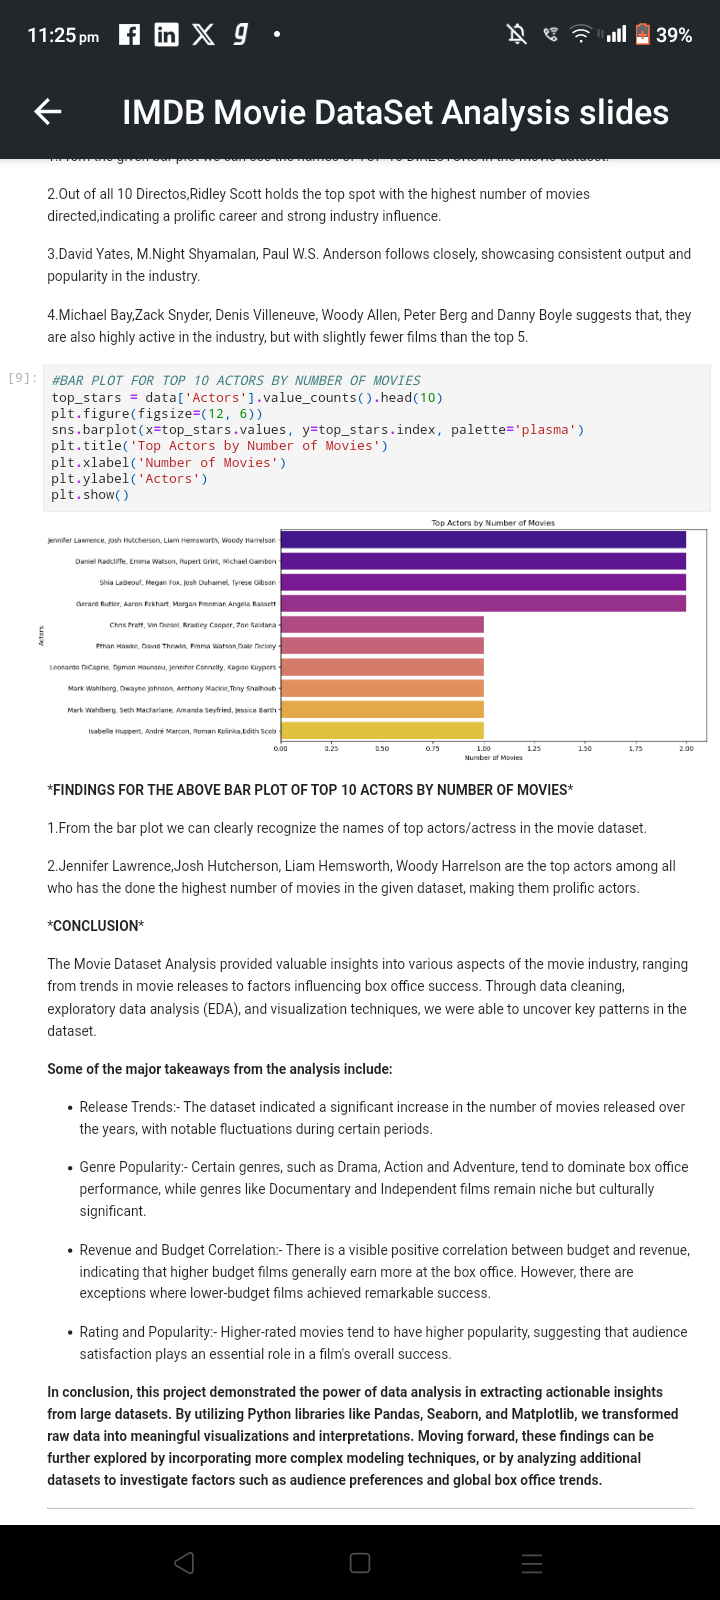 11:25 pm
39%
IMDB Movie DataSet Analysis slides
1.From the given bar plot we can see the names of TOP 10 DIRECTORS in the movie dataset.
2.Out of all 10 Directos,Ridley Scott holds the top spot with the highest number of movies
directed,indicating a prolific career and strong industry influence.
3.David Yates, M.Night Shyamalan, Paul W.S. Anderson follows closely, showcasing consistent output and
popularity in the industry.
4.Michael Bay,Zack Snyder, Denis Villeneuve, Woody Allen, Peter Berg and Danny Boyle suggests that, they
are also highly active in the industry, but with slightly fewer films than the top 5.
[9]:
#BAR PLOT FOR TOP 10 ACTORS BY NUMBER OF MOVIES
top_stars = data['Actors'].value_counts().head(10)
plt.figure(figsize=(12, 6))
sns.barplot(x=top_stars.values, y=top_stars.index, palette='plasma')
plt.title('Top Actors by Number of Movies')
plt.xlabel('Number of Movies')
plt.ylabel('Actors')
plt.show()
Top Actors by Number of Movies
Jennifer Lawrence, Josh Hutcherson, Liam Hemsworth, Woody Harrelson
Daniel Radcliffe, Emma Watson, Rupert Grint, Michael Gambon
Shia LaBeouf, Megan Fox, Josh Duhamel, Tyrese Gibson
Gerard Butler, Aaron Eckhart, Morgan Freeman,Angela Bassett
Chris Pratt, Vin Diesel, Bradley Cooper, Zoe Saldana
Ethan Hawke, David Thewlis, Emma Watson,Dale Dickey
Leonardo DiCaprio, Djimon Hounsou, Jennifer Connelly, Kagiso Kuypers
Mark Wahlberg, Dwayne Johnson, Anthony Mackie,Tony Shalhoub
Mark Wahlberg, Seth MacFarlane, Amanda Seyfried, Jessica Barth
Isabelle Huppert, André Marcon, Roman Kolinka,Edith Scob
Actors
0.00 0.25 0.50 0.75 1.00 1.25 1.50 1.75 2.00
Number of Movies
*FINDINGS FOR THE ABOVE BAR PLOT OF TOP 10 ACTORS BY NUMBER OF MOVIES*
1.From the bar plot we can clearly recognize the names of top actors/actress in the movie dataset.
2.Jennifer Lawrence,Josh Hutcherson, Liam Hemsworth, Woody Harrelson are the top actors among all
who has the done the highest number of movies in the given dataset, making them prolific actors.
*CONCLUSION*
The Movie Dataset Analysis provided valuable insights into various aspects of the movie industry, ranging
from trends in movie releases to factors influencing box office success. Through data cleaning,
exploratory data analysis (EDA), and visualization techniques, we were able to uncover key patterns in the
dataset.
Some of the major takeaways from the analysis include:
• Release Trends:- The dataset indicated a significant increase in the number of movies released over
the years, with notable fluctuations during certain periods.
• Genre Popularity:- Certain genres, such as Drama, Action and Adventure, tend to dominate box office
performance, while genres like Documentary and Independent films remain niche but culturally
significant.
• Revenue and Budget Correlation:- There is a visible positive correlation between budget and revenue,
indicating that higher budget films generally earn more at the box office. However, there are
exceptions where lower-budget films achieved remarkable success.
• Rating and Popularity:- Higher-rated movies tend to have higher popularity, suggesting that audience
satisfaction plays an essential role in a film's overall success.
In conclusion, this project demonstrated the power of data analysis in extracting actionable insights
from large datasets. By utilizing Python libraries like Pandas, Seaborn, and Matplotlib, we transformed
raw data into meaningful visualizations and interpretations. Moving forward, these findings can be
further explored by incorporating more complex modeling techniques, or by analyzing additional
datasets to investigate factors such as audience preferences and global box office trends.